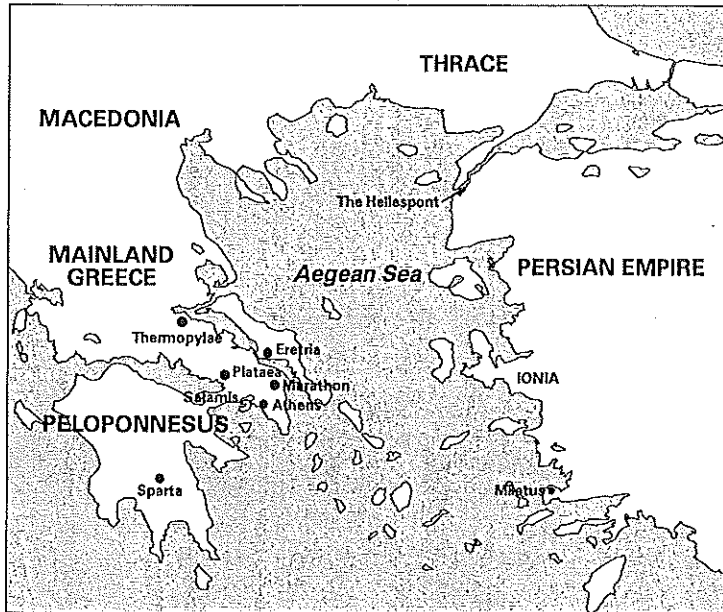 THRACE
MACEDONIA
The Hellespont
MAINLAND
GREECE
Aegean Sea
PERSIAN EMPIRE
Thermopylae
Eretria
Plataea
Marathon
IONIA
Salamis
Athens
PELOPONNESUS
Sparta
Miletus